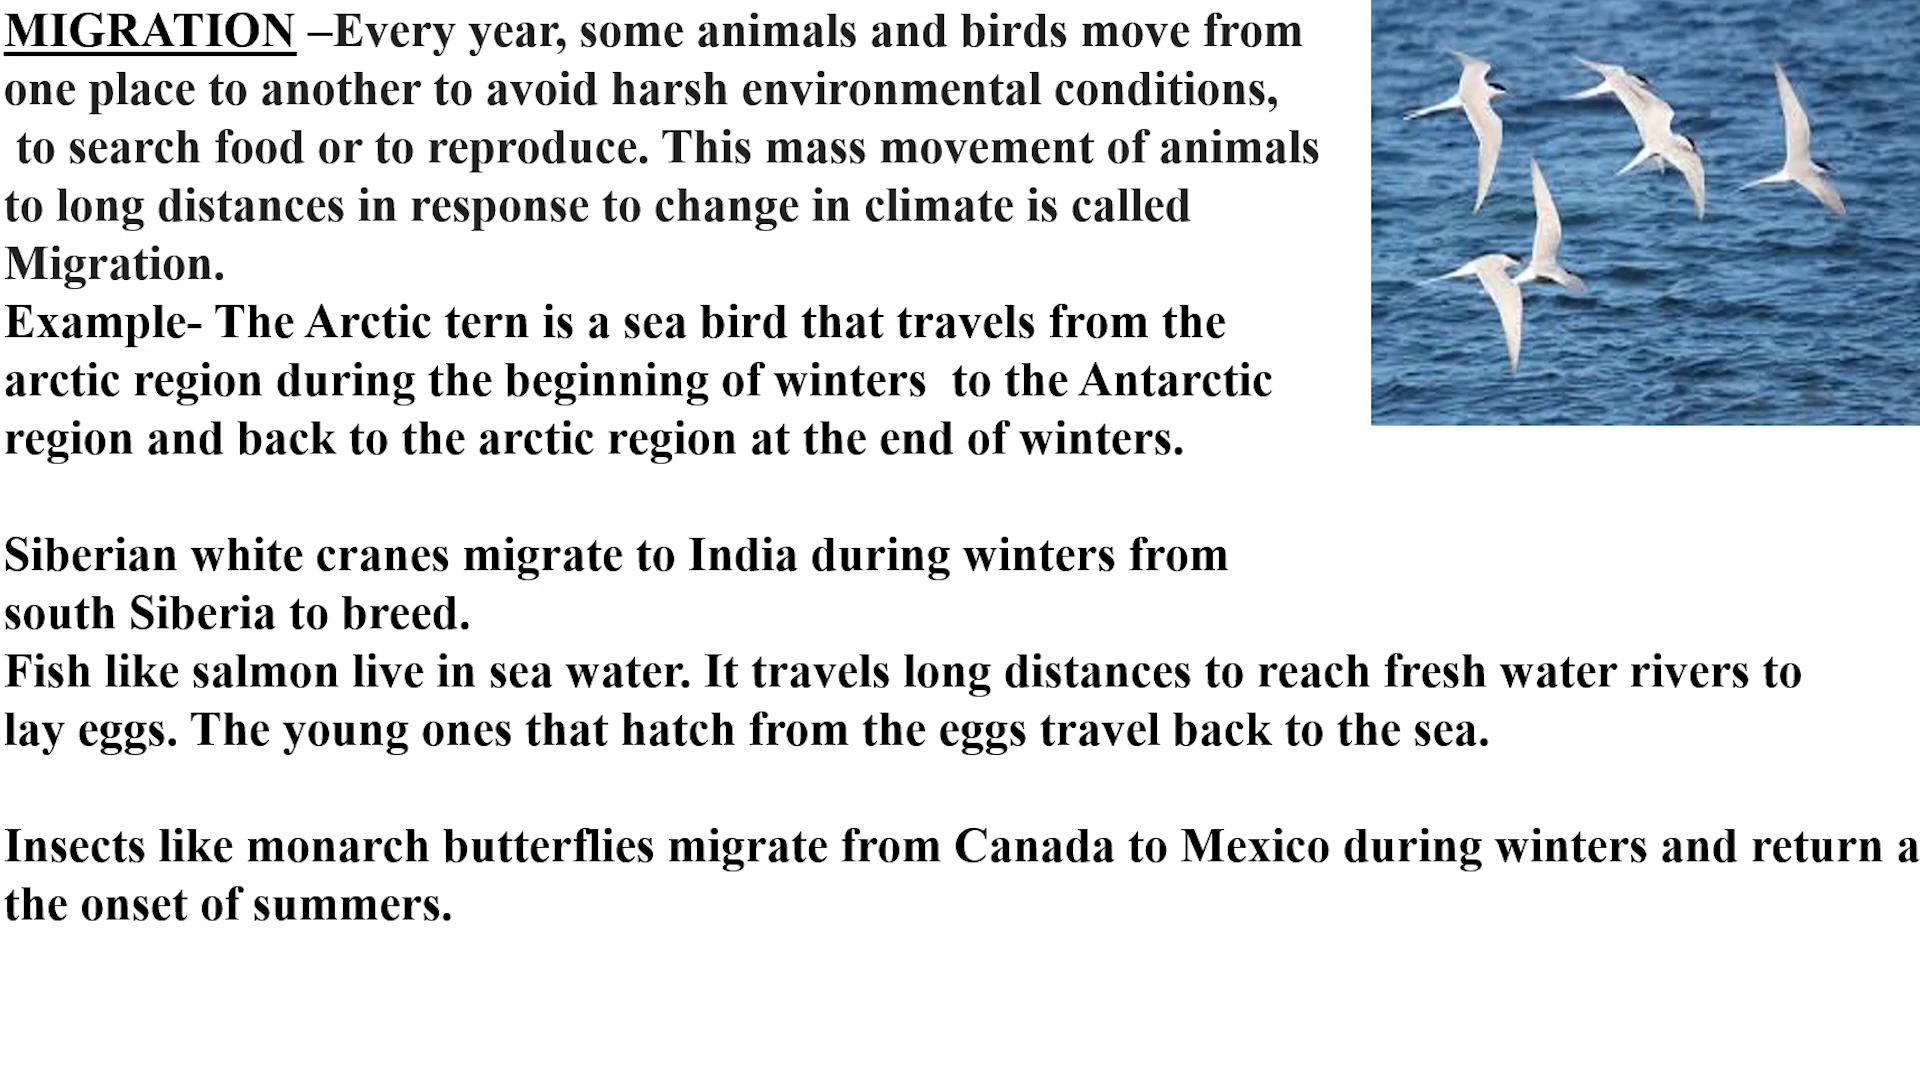 MIGRATION –Every year, some animals and birds move from
one place to another to avoid harsh environmental conditions,
to search food or to reproduce. This mass movement of animals
to long distances in response to change in climate is called
Migration.
Example- The Arctic tern is a sea bird that travels from the
arctic region during the beginning of winters to the Antarctic
region and back to the arctic region at the end of winters.
Siberian white cranes migrate to India during winters from
south Siberia to breed.
Fish like salmon live in sea water. It travels long distances to reach fresh water rivers to
lay eggs. The young ones that hatch from the eggs travel back to the sea.
Insects like monarch butterflies migrate from Canada to Mexico during winters and return a
the onset of summers.